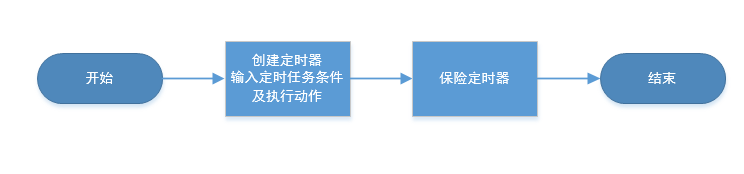 开始
创建定时器
输入定时任务条件
及执行动作
保险定时器
结束